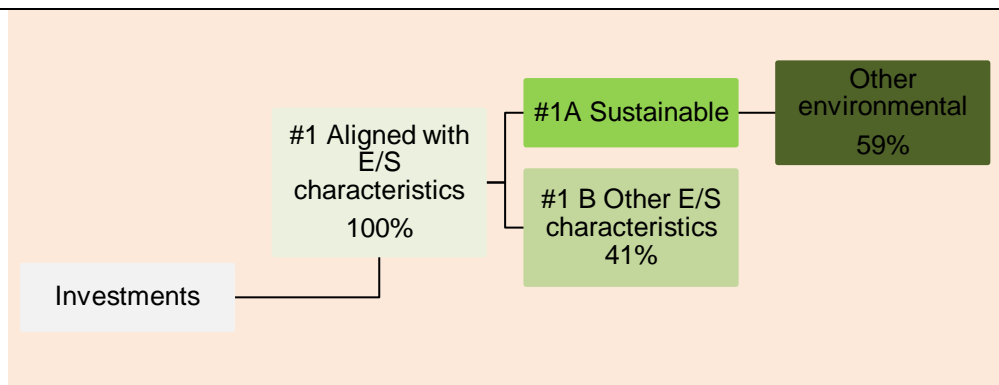 Investments
#1 Aligned with
E/S
characteristics
100%
#1A Sustainable
#1 B Other E/S
characteristics
41%
Other
environmental
59%